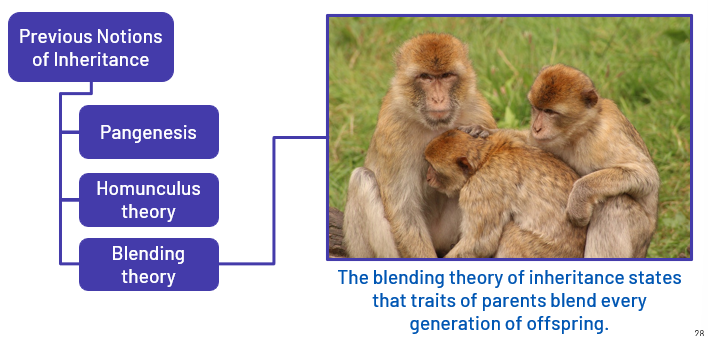 Previous Notions
of Inheritance
Pangenesis
Homunculus
theory
Blending
theory
The blending theory of inheritance states
that traits of parents blend every
generation of offspring.
28